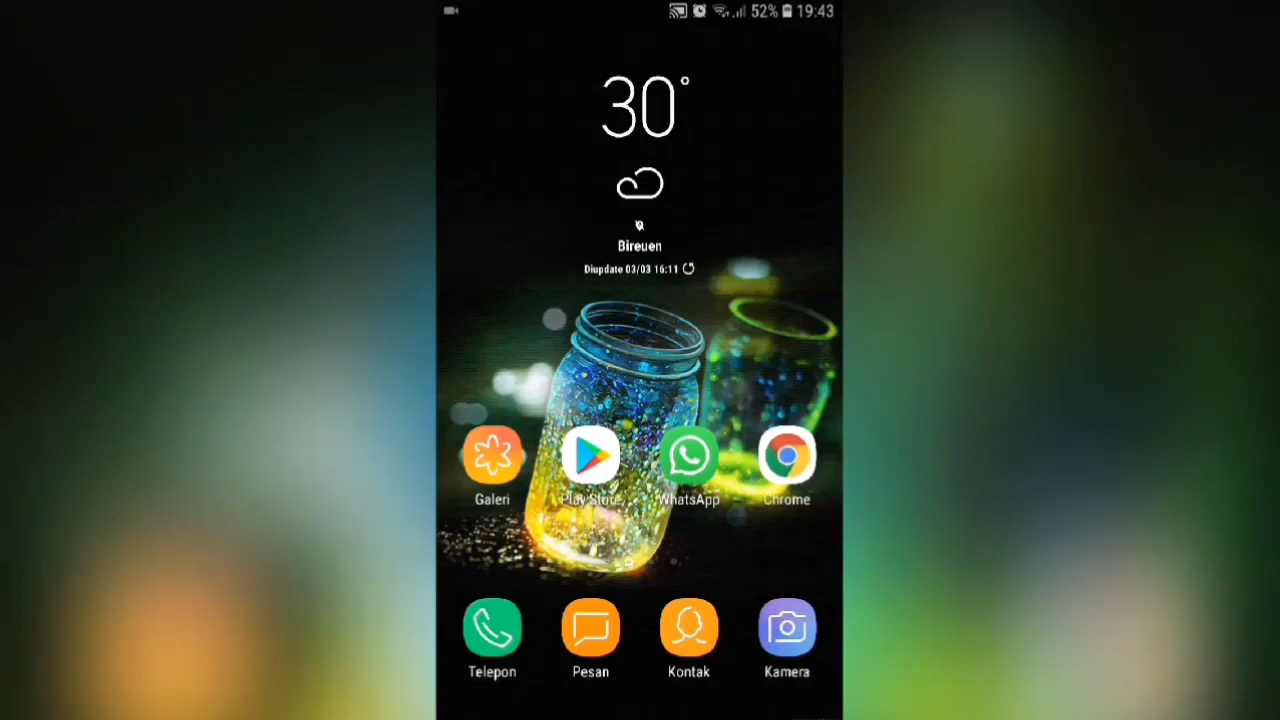 52% 19:43
30°
Bireuen
Diupdate 03/03 16:11
Galeri Play Store WhatsApp Chrome
Telepon Pesan Kontak Kamera